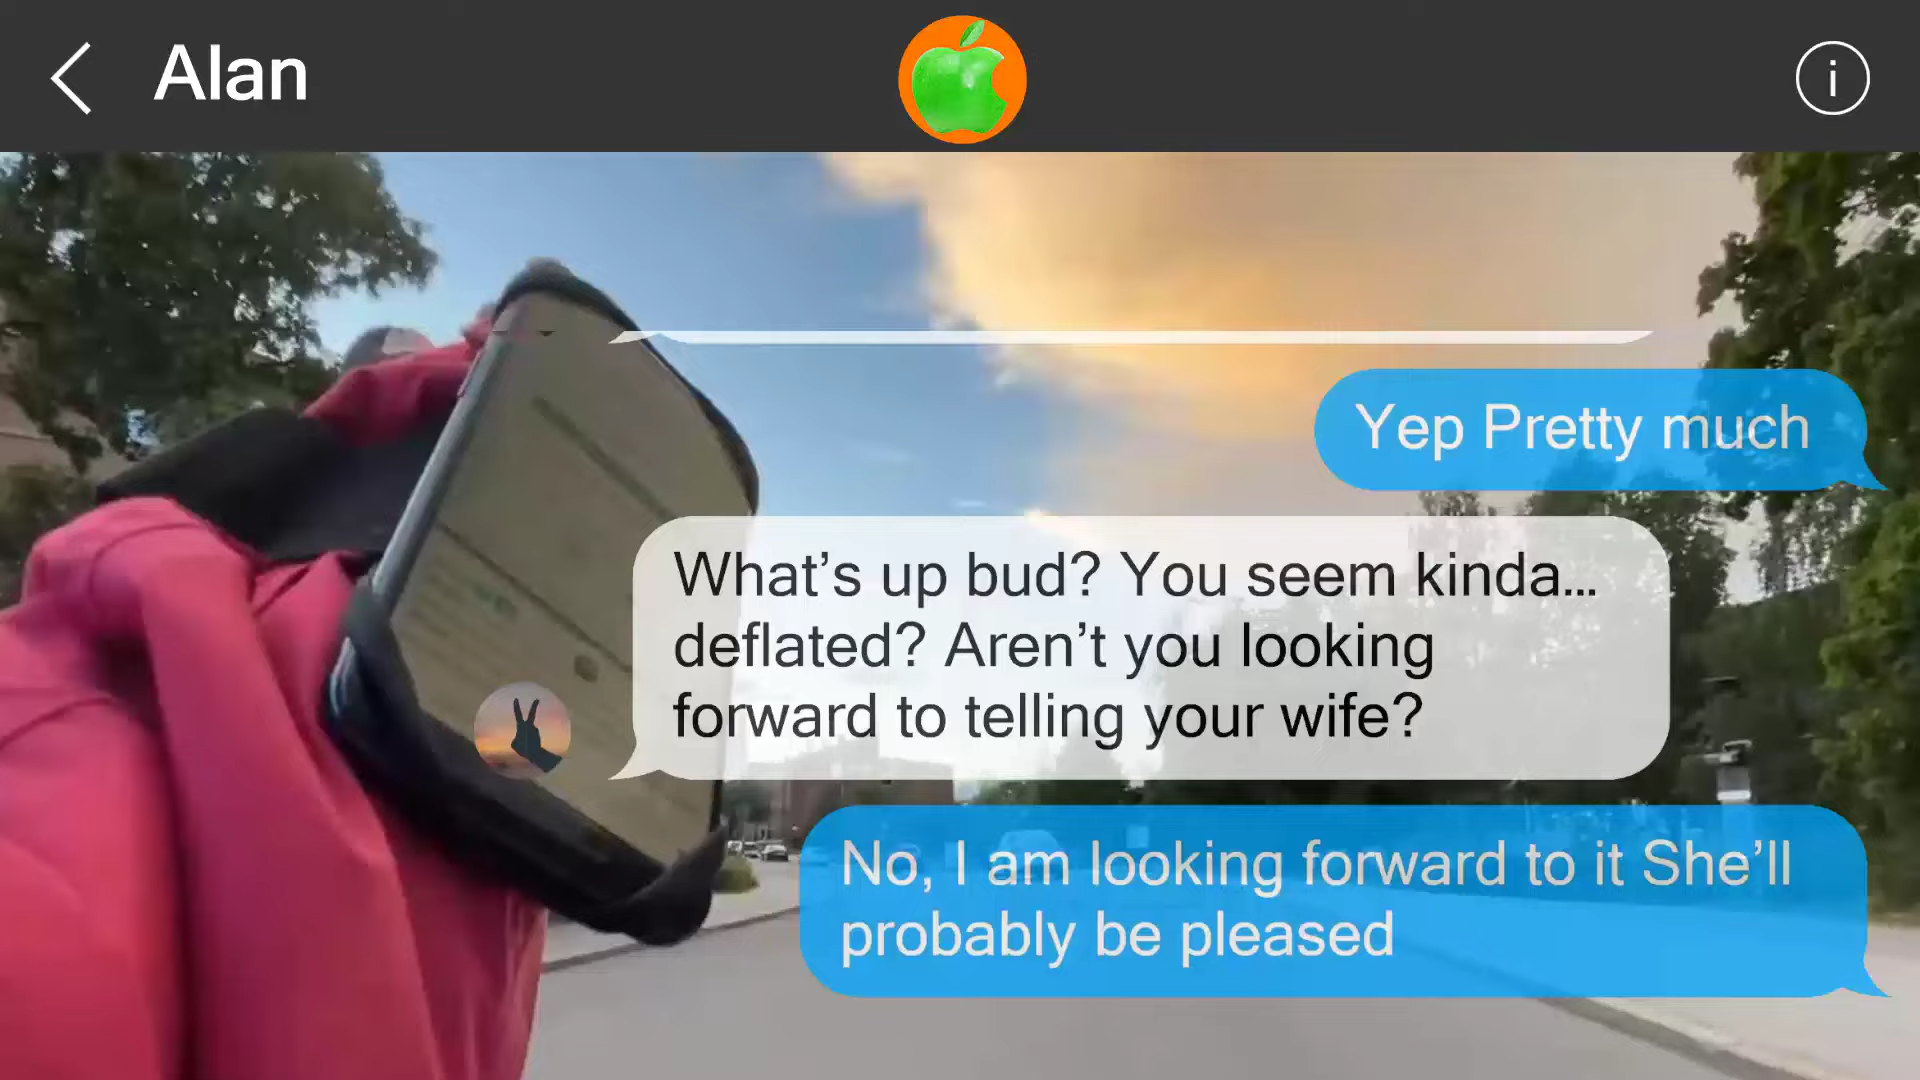 Alan
Yep Pretty much
What’s up bud? You seem kinda...
deflated? Aren’t you looking
forward to telling your wife?
No, I am looking forward to it She’ll
probably be pleased